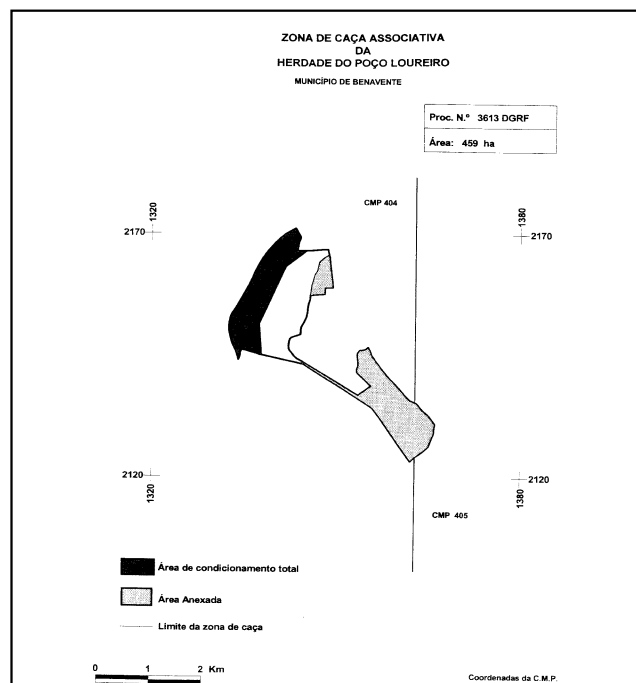 ZONA DE CAÇA ASSOCIATIVA
DA
HERDADE DO POÇO LOUREIRO
MUNICÍPIO DE BENAVENTE
Proc. N.º 3613 DGRF
Área: 459 ha
CMP 404
1320
1380
2170
2170
2120
2120
1320
1380
CMP 405
Área de condicionamento total
Área Anexada
Limite da zona de caça
0 1 2 Km
Coordenadas da C.M.P.